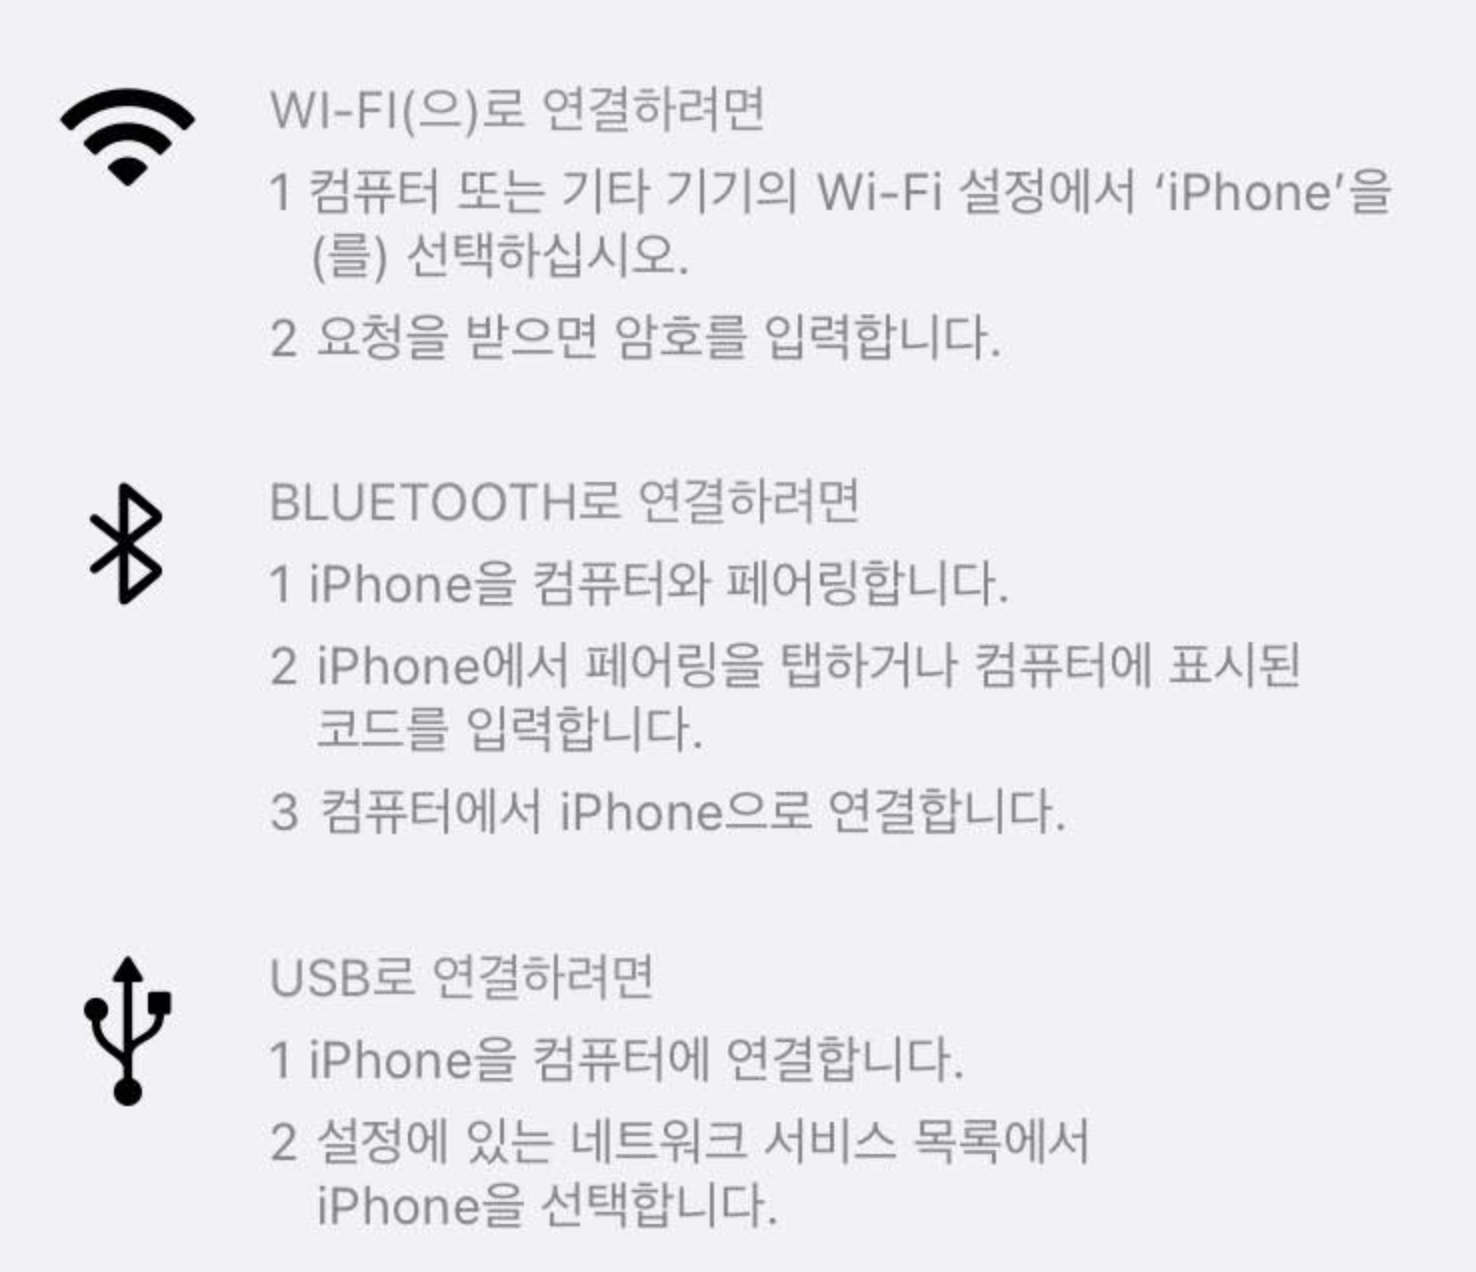 WI-FI(으)로 연결하려면
1 컴퓨터 또는 기타 기기의 Wi-Fi 설정에서 ‘iPhone’을
(를) 선택하십시오.
2 요청을 받으면 암호를 입력합니다.
BLUETOOTH로 연결하려면
1 iPhone을 컴퓨터와 페어링합니다.
2 iPhone에서 페어링을 탭하거나 컴퓨터에 표시된
코드를 입력합니다.
3 컴퓨터에서 iPhone으로 연결합니다.
USB로 연결하려면
1 iPhone을 컴퓨터에 연결합니다.
2 설정에 있는 네트워크 서비스 목록에서
iPhone을 선택합니다.